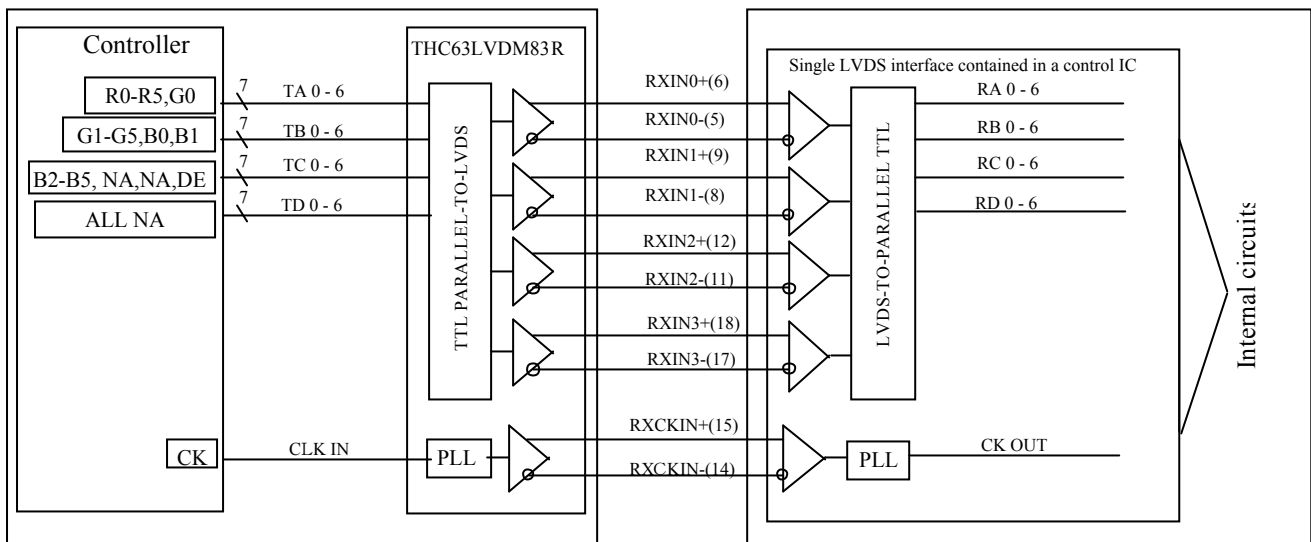 Controller
R0-R5,G0
G1-G5,B0,B1
B2-B5, NA,NA,DE
ALL NA
CK
7
TA 0 - 6
7
TB 0 - 6
7
TC 0 - 6
7
TD 0 - 6
CLK IN
THC63LVDM83R
TTL PARALLEL-TO-LVDS
PLL
RXIN0+(6)
RXIN0-(5)
RXIN1+(9)
RXIN1-(8)
RXIN2+(12)
RXIN2-(11)
RXIN3+(18)
RXIN3-(17)
RXCKIN+(15)
RXCKIN-(14)
Single LVDS interface contained in a control IC
LVDS-TO-PARALLEL TTL
PLL
RA 0 - 6
RB 0 - 6
RC 0 - 6
RD 0 - 6
CK OUT
Internal circuits